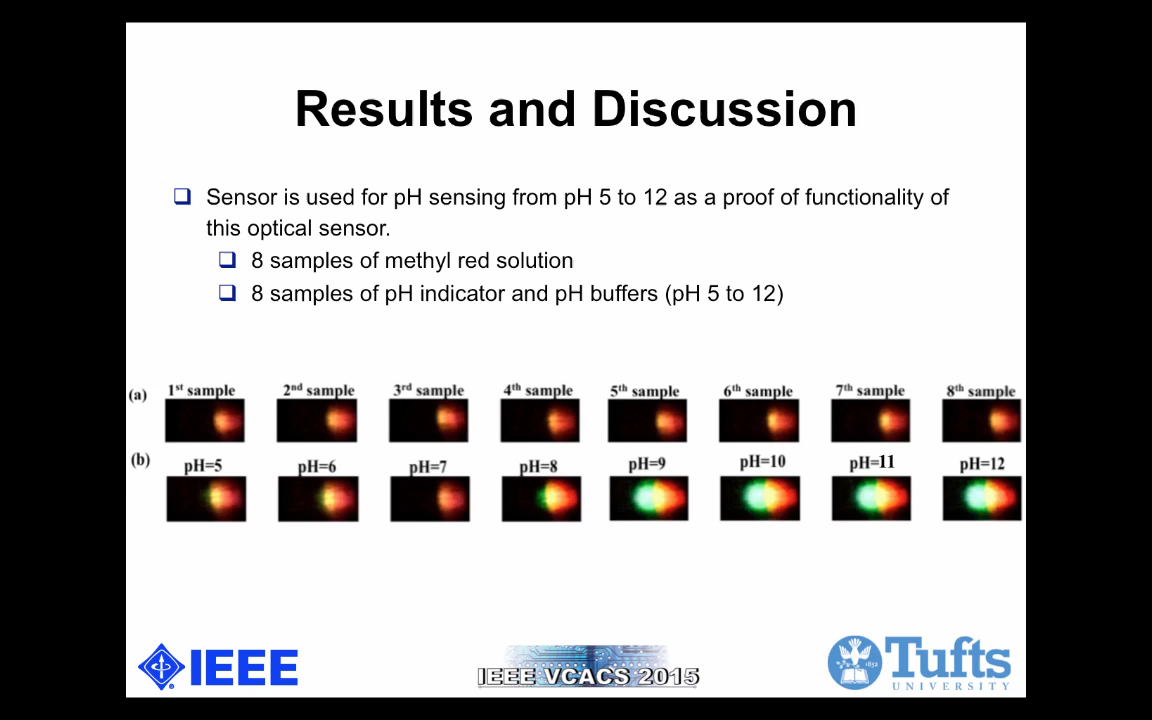 Results and Discussion
Sensor is used for pH sensing from pH 5 to 12 as a proof of functionality of
this optical sensor.
8 samples of methyl red solution
8 samples of pH indicator and pH buffers (pH 5 to 12)
(a) 1st sample 2nd sample 3rd sample 4th sample 5th sample 6th sample 7th sample 8th sample
(b) pH=5 pH=6 pH=7 pH=8 pH=9 pH=10 pH=11 pH=12
IEEE
IEEE VCACS 2015
1852
Tufts
UNIVERSITY